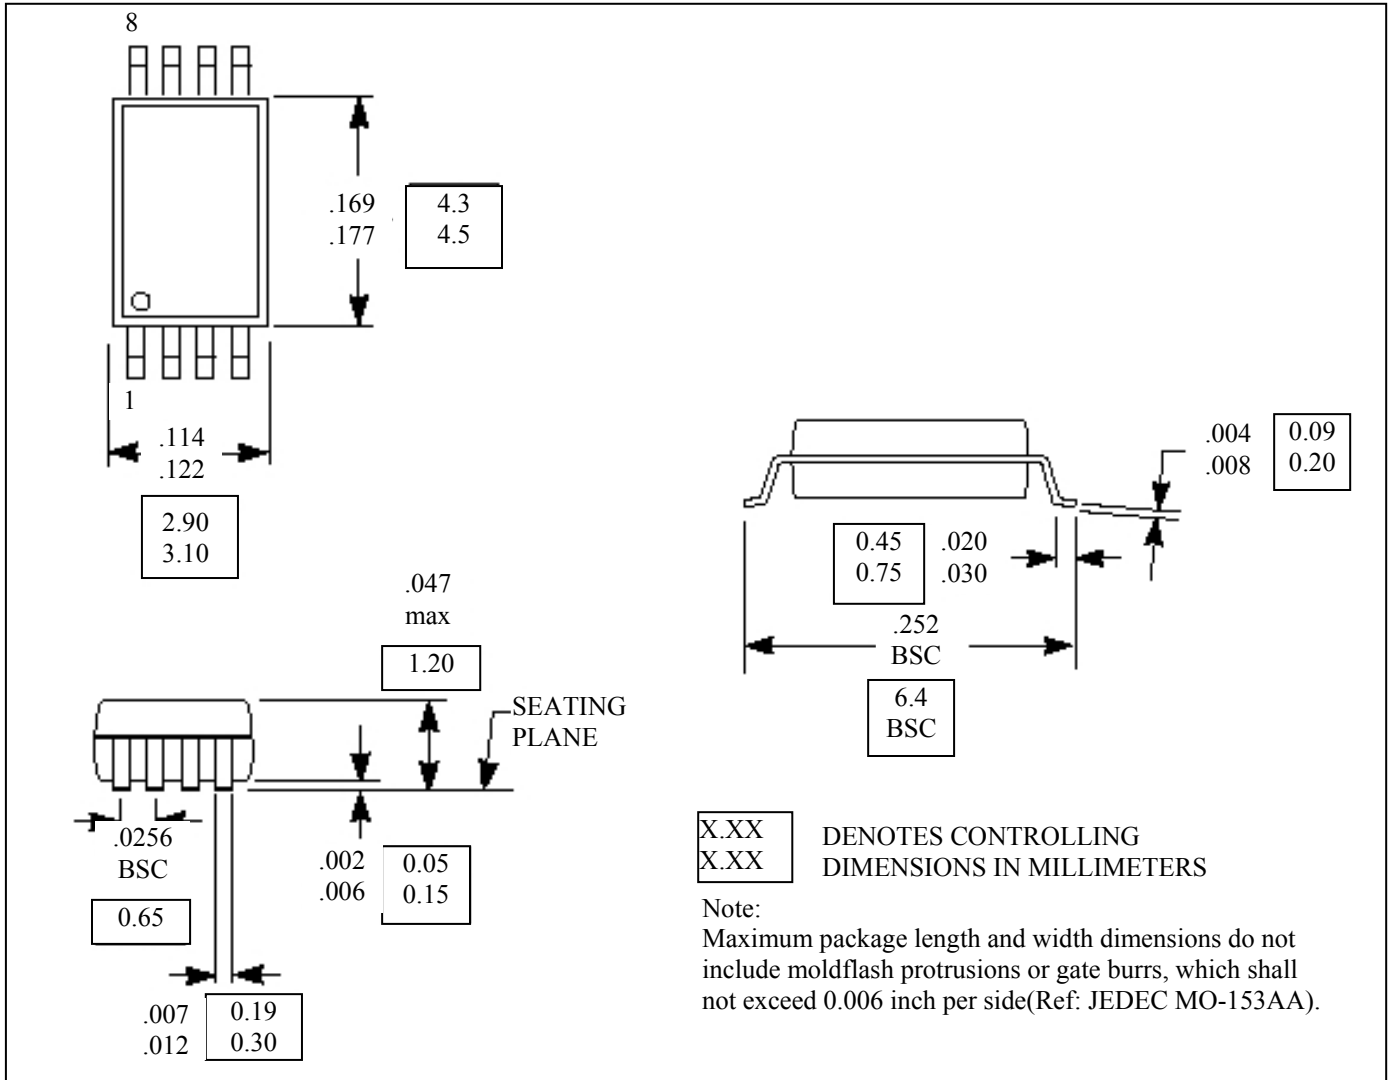 8
.169
.177
4.3
4.5
1
.114
.122
2.90
3.10
.047
max
1.20
SEATING
PLANE
.0256
BSC
0.65
.002
.006
0.05
0.15
.007
.012
0.19
0.30
.004
.008
0.09
0.20
0.45
0.75
.020
.030
.252
BSC
6.4
BSC
X.XX
X.XX
DENOTES CONTROLLING
DIMENSIONS IN MILLIMETERS
Note:
Maximum package length and width dimensions do not
include moldflash protrusions or gate burrs, which shall
not exceed 0.006 inch per side(Ref: JEDEC MO-153AA).